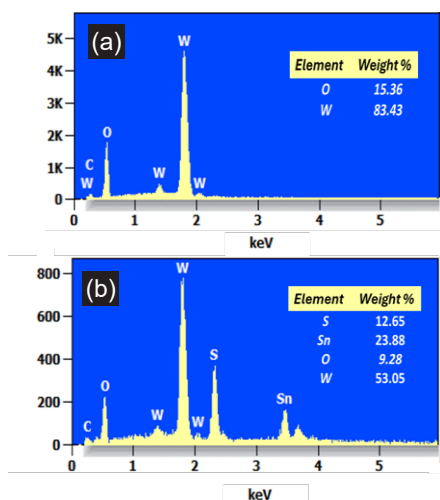 (a)
Element Weight %
O 15.36
W 83.43
5K
4K
3K
2K
1K
0
C
W
O
W
W
W
0 1 2 3 4 5
keV
(b)
Element Weight %
S 12.65
Sn 23.88
O 9.28
W 53.05
800
600
400
200
0
C
O
W
W
W
S
Sn
0 1 2 3 4 5
keV